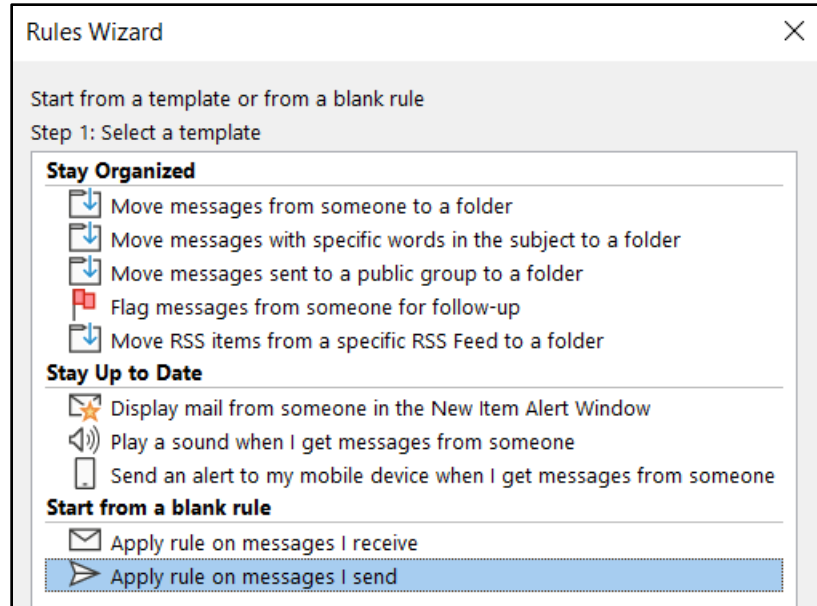 Rules Wizard
Start from a template or from a blank rule
Step 1: Select a template
Stay Organized
Move messages from someone to a folder
Move messages with specific words in the subject to a folder
Move messages sent to a public group to a folder
Flag messages from someone for follow-up
Move RSS items from a specific RSS Feed to a folder
Stay Up to Date
Display mail from someone in the New Item Alert Window
Play a sound when I get messages from someone
Send an alert to my mobile device when I get messages from someone
Start from a blank rule
Apply rule on messages I receive
Apply rule on messages I send